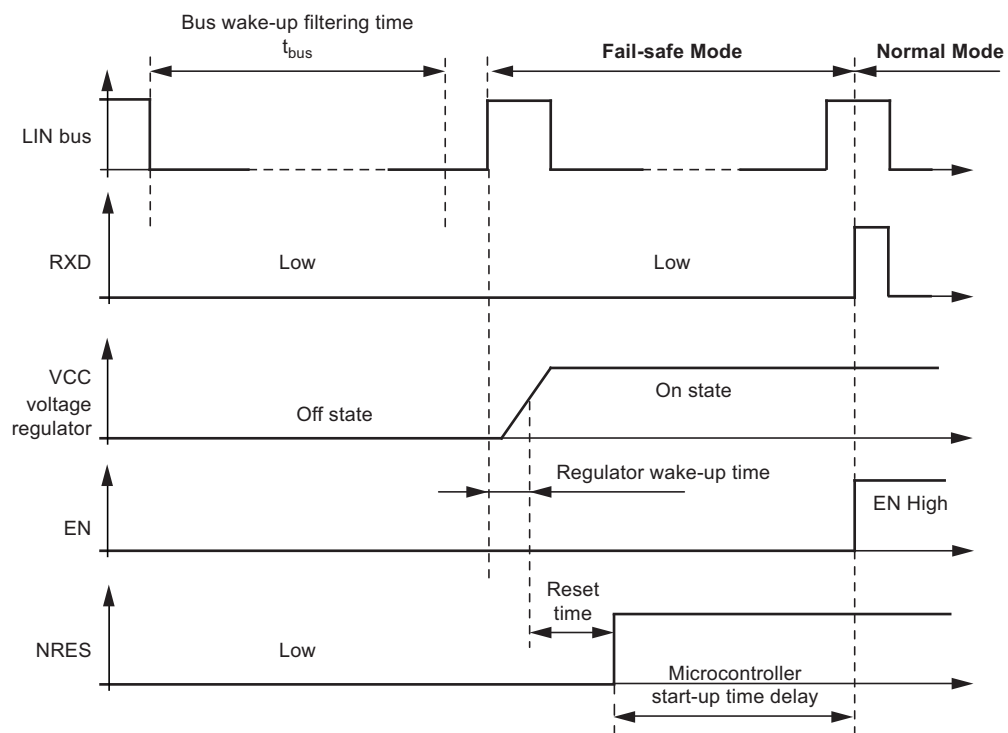 Bus wake-up filtering time
t_bus
Fail-safe Mode
Normal Mode
LIN bus
RXD
Low
Low
VCC
voltage
regulator
Off state
On state
Regulator wake-up time
EN
EN High
Reset
time
NRES
Low
Microcontroller
start-up time delay